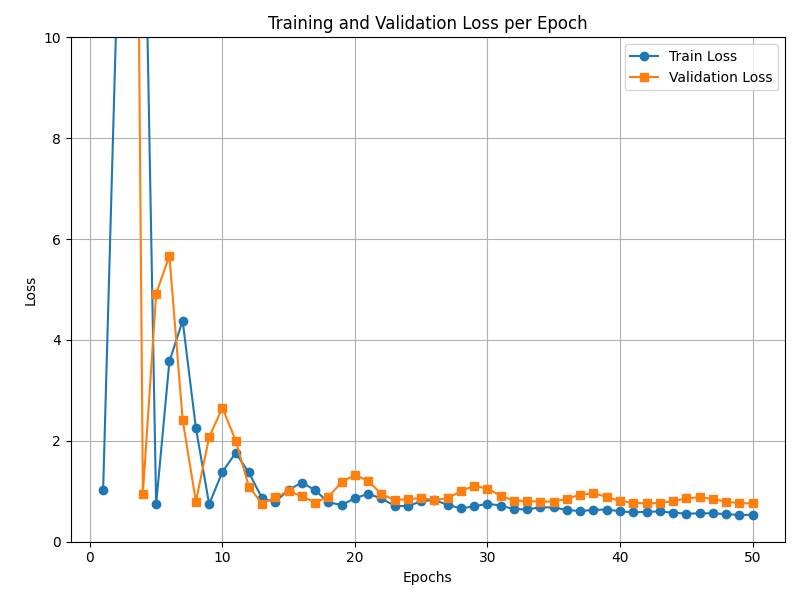 Training and Validation Loss per Epoch
Train Loss
Validation Loss
10
8
6
4
2
0
Loss
0 10 20 30 40 50
Epochs